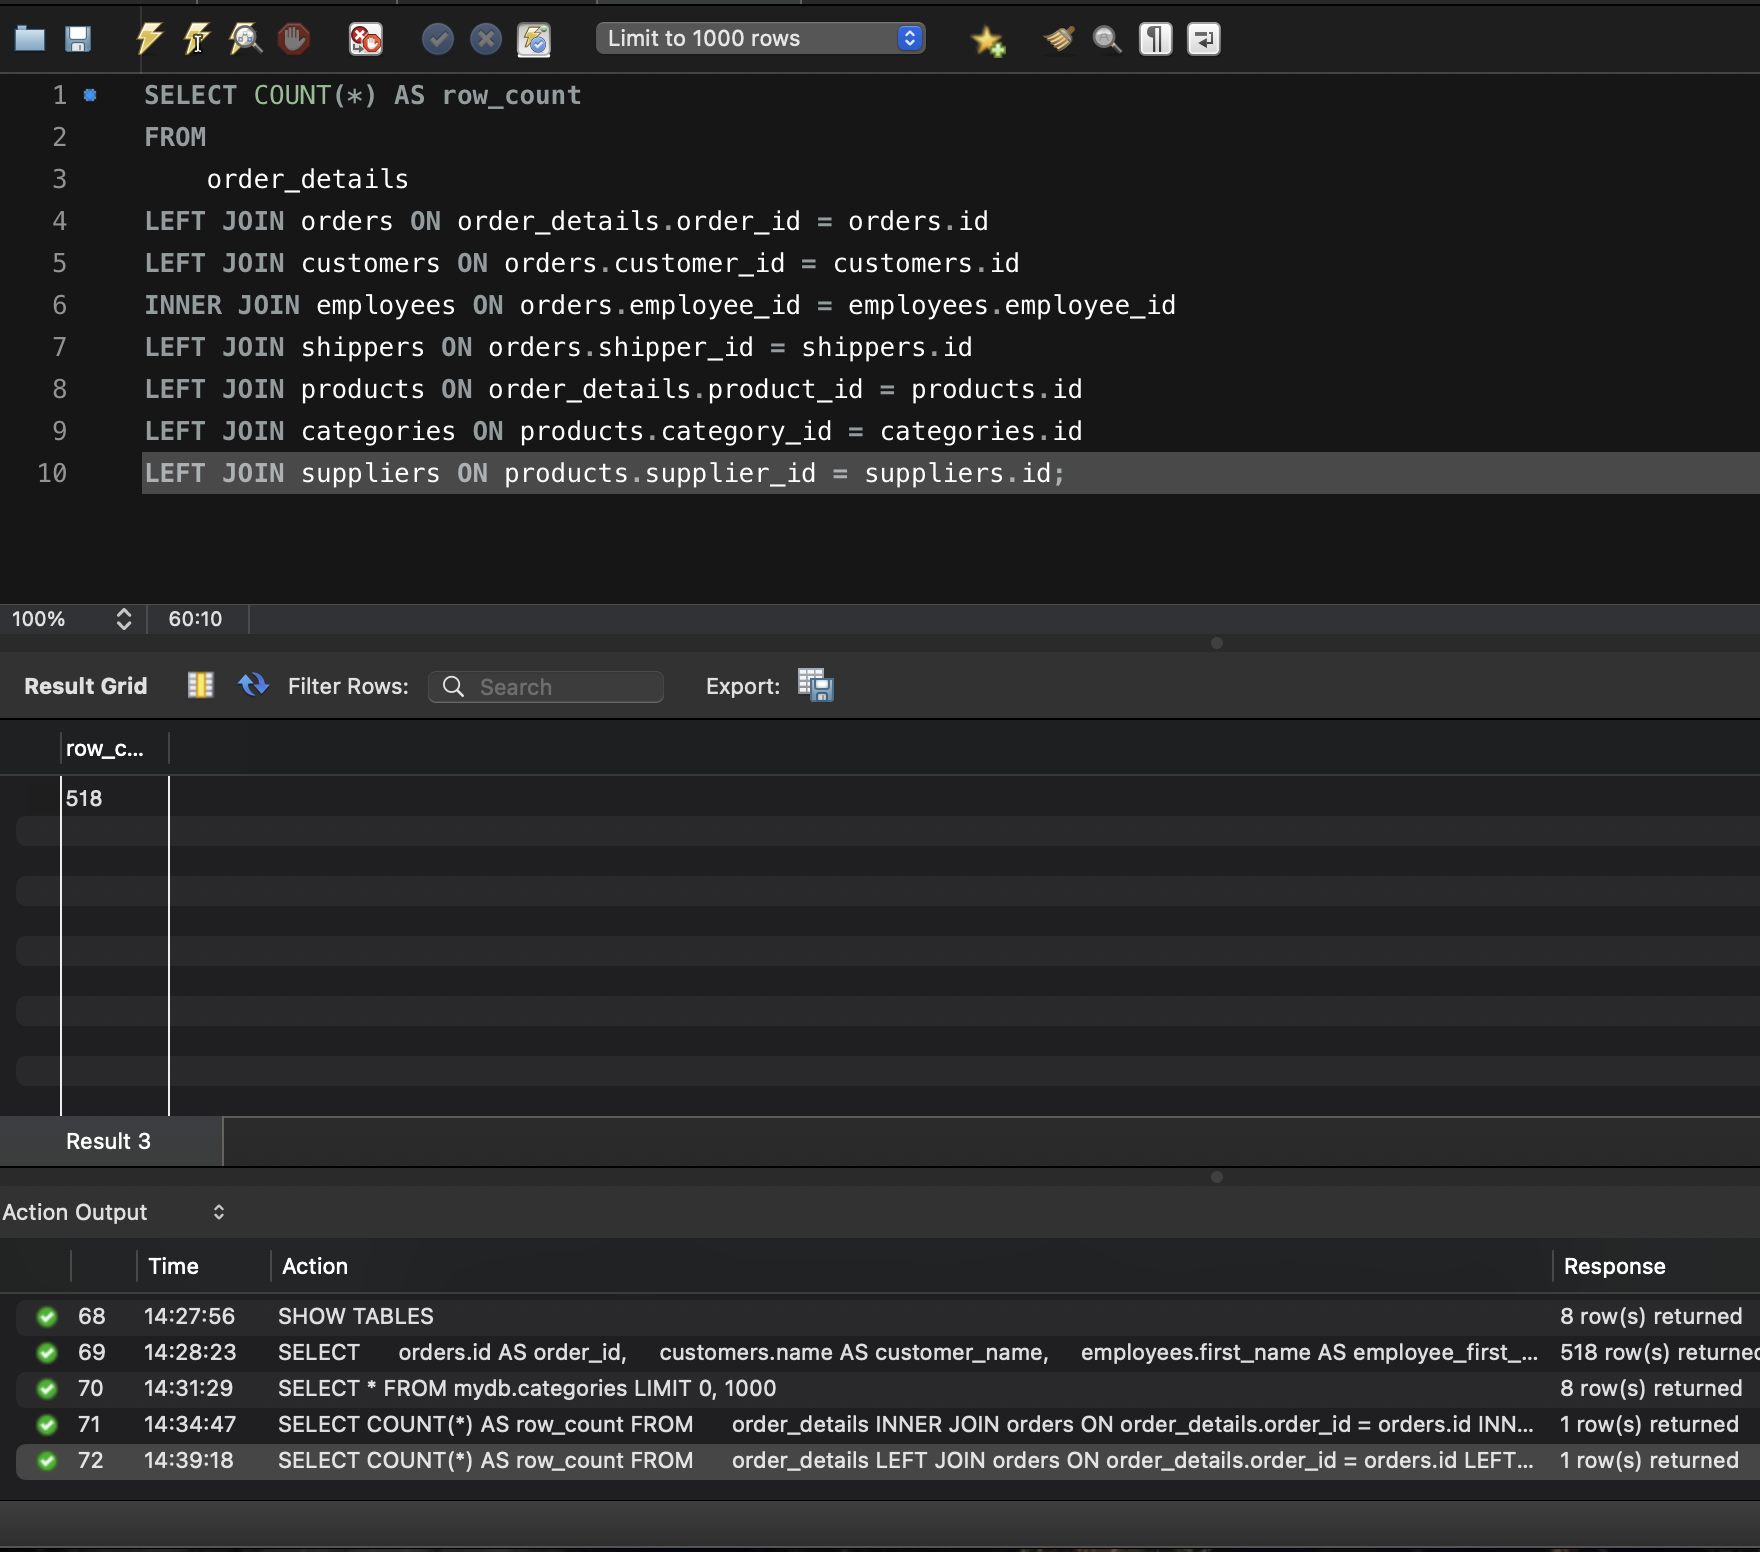 Limit to 1000 rows
1 SELECT COUNT(*) AS row_count
2 FROM
3 order_details
4 LEFT JOIN orders ON order_details.order_id = orders.id
5 LEFT JOIN customers ON orders.customer_id = customers.id
6 INNER JOIN employees ON orders.employee_id = employees.employee_id
7 LEFT JOIN shippers ON orders.shipper_id = shippers.id
8 LEFT JOIN products ON order_details.product_id = products.id
9 LEFT JOIN categories ON products.category_id = categories.id
10 LEFT JOIN suppliers ON products.supplier_id = suppliers.id;
100% 60:10
Result Grid Filter Rows: Search Export:
row_c...
518
Result 3
Action Output
Time Action Response
68 14:27:56 SHOW TABLES 8 row(s) returned
69 14:28:23 SELECT orders.id AS order_id, customers.name AS customer_name, employees.first_name AS employee_first_... 518 row(s) returned
70 14:31:29 SELECT * FROM mydb.categories LIMIT 0, 1000 8 row(s) returned
71 14:34:47 SELECT COUNT(*) AS row_count FROM order_details INNER JOIN orders ON order_details.order_id = orders.id INN... 1 row(s) returned
72 14:39:18 SELECT COUNT(*) AS row_count FROM order_details LEFT JOIN orders ON order_details.order_id = orders.id LEFT... 1 row(s) returned